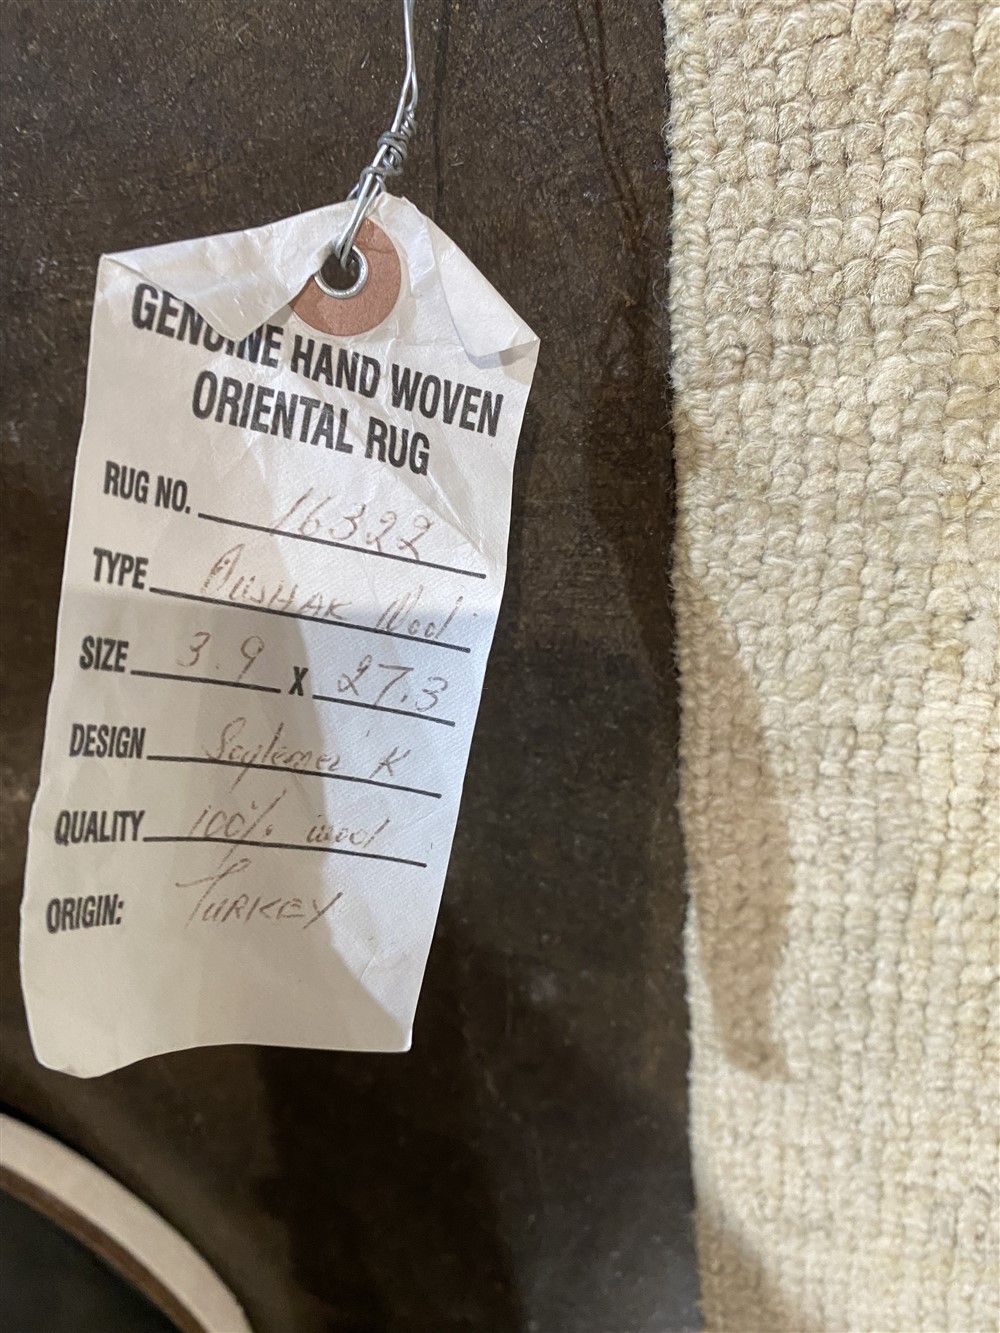 GENUINE HAND WOVEN
ORIENTAL RUG
RUG NO. 16322
TYPE OUSHAK Wool
SIZE 3.9 X 27.3
DESIGN K
QUALITY 100% wool
ORIGIN: TURKEY